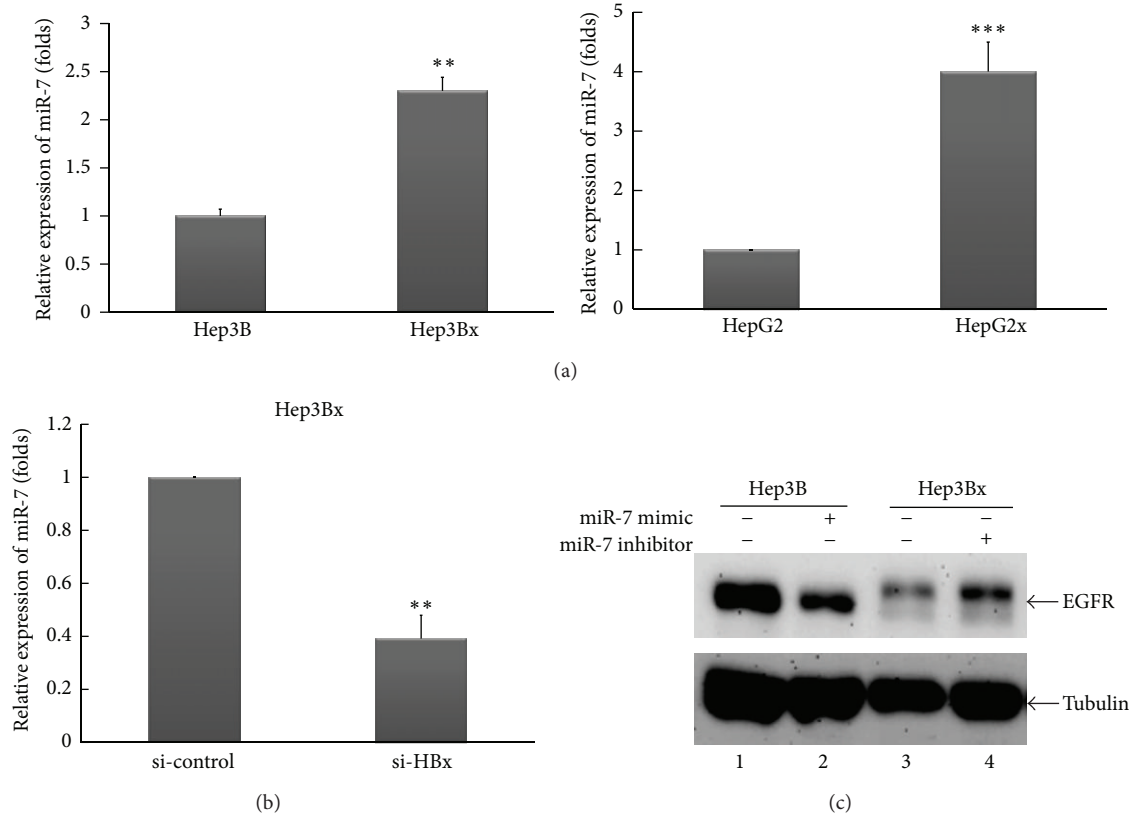 Relative expression of miR-7 (folds)
3
2.5
2
1.5
1
0.5
0
**
Hep3B Hep3Bx
Relative expression of miR-7 (folds)
5
4
3
2
1
0
***
HepG2 HepG2x
(a)
Hep3Bx
Relative expression of miR-7 (folds)
1.2
1
0.8
0.6
0.4
0.2
0
**
si-control si-HBx
(b)
Hep3B Hep3Bx
miR-7 mimic − + − −
miR-7 inhibitor − − − +
EGFR
Tubulin
1 2 3 4
(c)